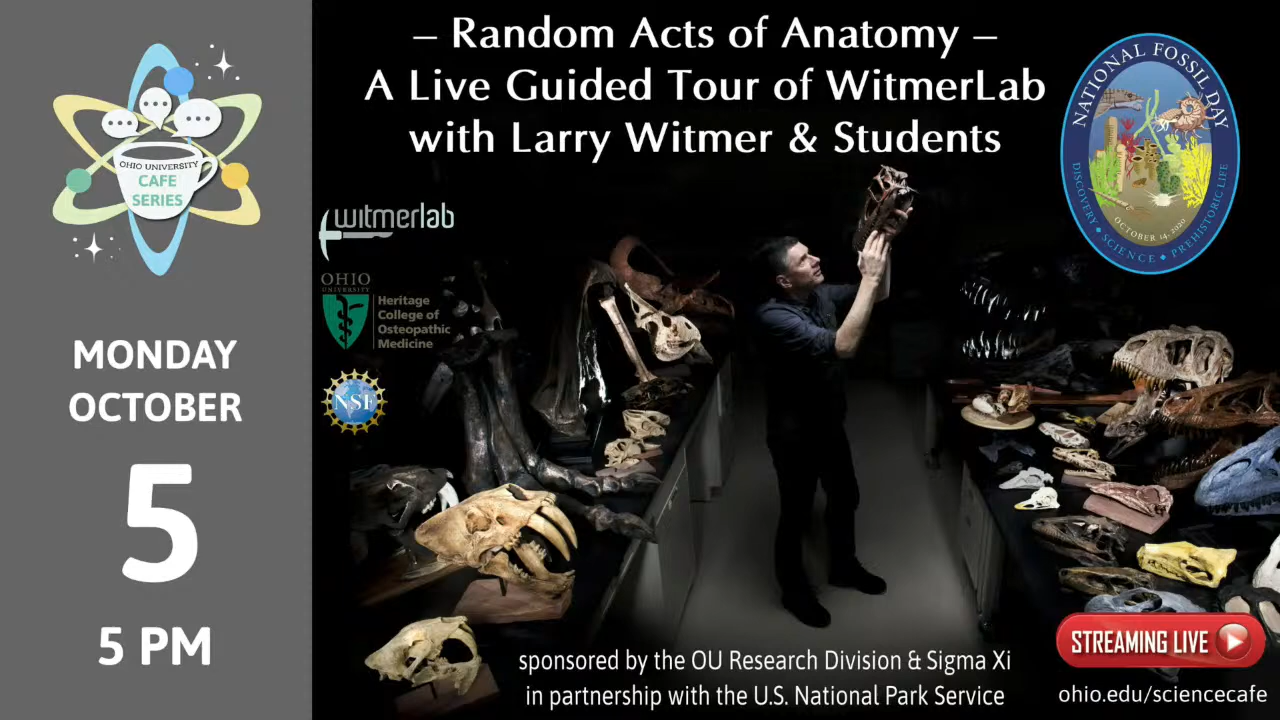 OHIO UNIVERSITY
CAFE
SERIES
MONDAY
OCTOBER
5
5 PM
– Random Acts of Anatomy –
A Live Guided Tour of WitmerLab
with Larry Witmer & Students
witmerlab
OHIO
UNIVERSITY
Heritage
College of
Osteopathic
Medicine
NSF
NATIONAL FOSSIL DAY
OCTOBER 14, 2020
DISCOVERY • SCIENCE • PREHISTORIC LIFE
sponsored by the OU Research Division & Sigma Xi
in partnership with the U.S. National Park Service
STREAMING LIVE
ohio.edu/sciencecafe